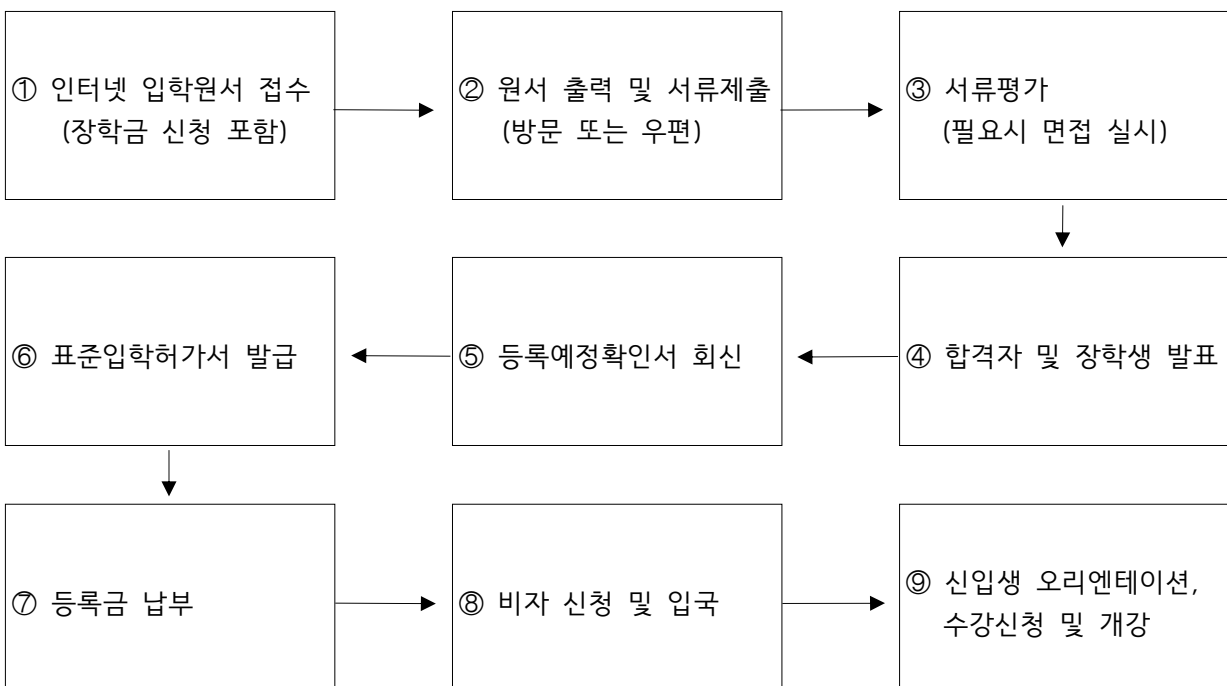 ① 인터넷 입학원서 접수
(장학금 신청 포함)
② 원서 출력 및 서류제출
(방문 또는 우편)
③ 서류평가
(필요시 면접 실시)
④ 합격자 및 장학생 발표
⑤ 등록예정확인서 회신
⑥ 표준입학허가서 발급
⑦ 등록금 납부
⑧ 비자 신청 및 입국
⑨ 신입생 오리엔테이션,
수강신청 및 개강